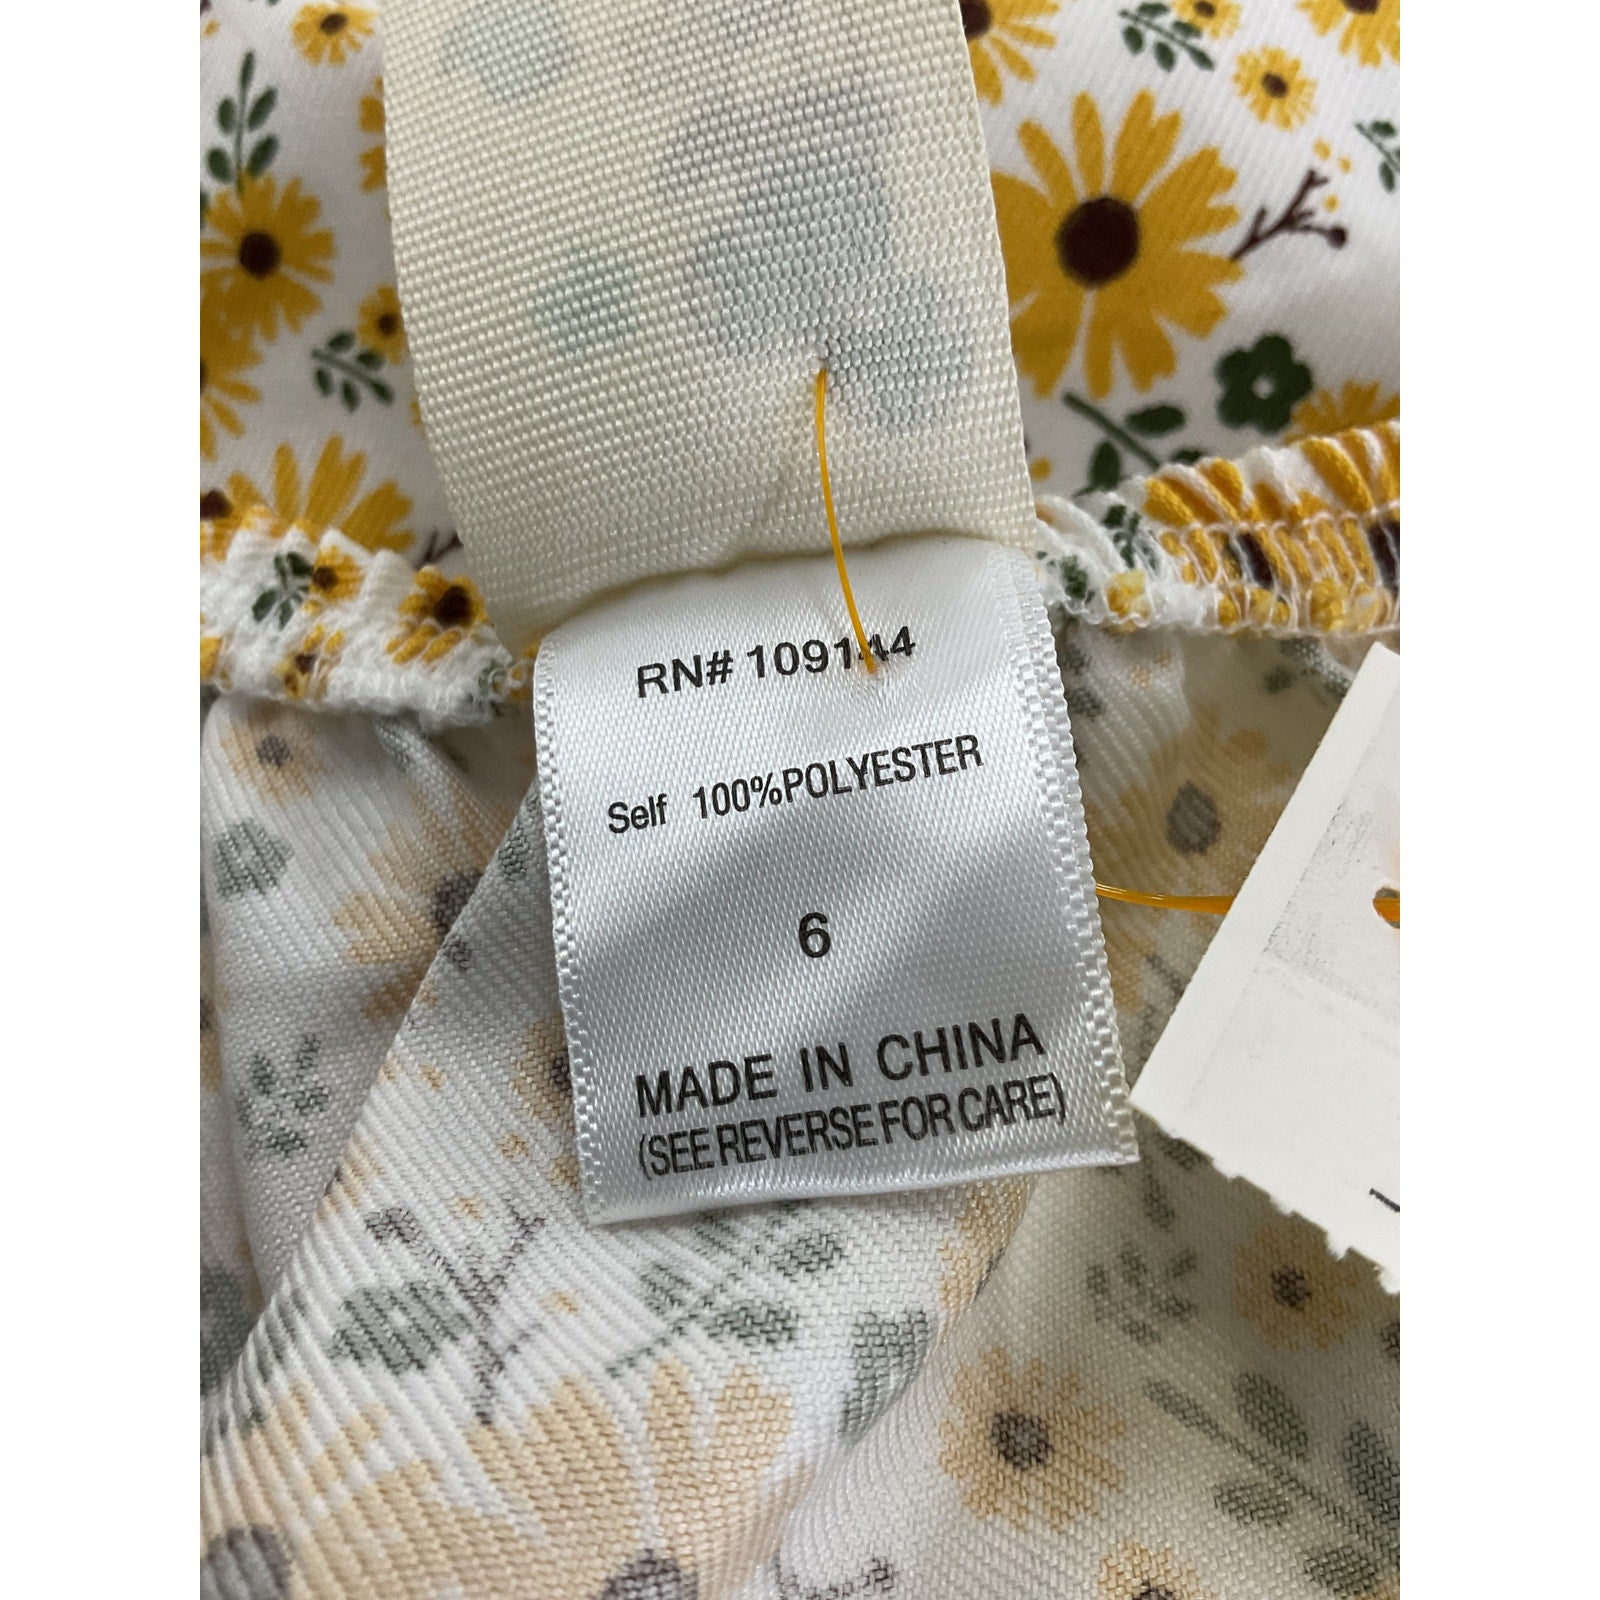 RN# 109144
Self 100%POLYESTER
6
MADE IN CHINA
(SEE REVERSE FOR CARE)